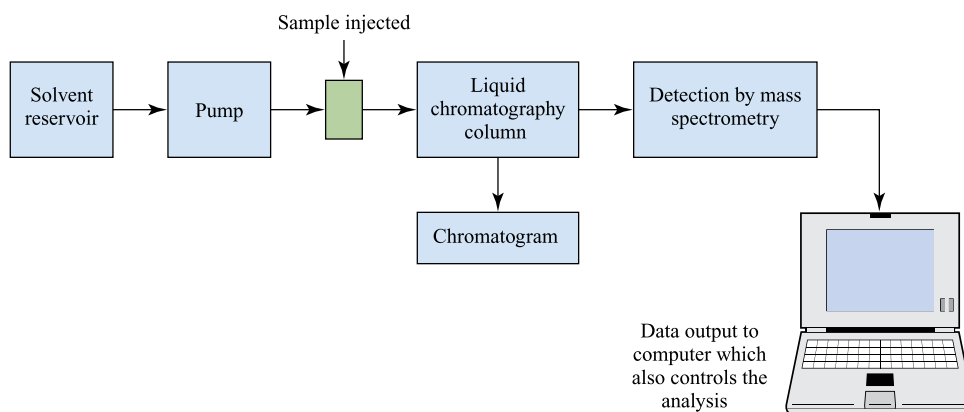 Sample injected
Solvent
reservoir
Pump
Liquid
chromatography
column
Detection by mass
spectrometry
Chromatogram
Data output to
computer which
also controls the
analysis